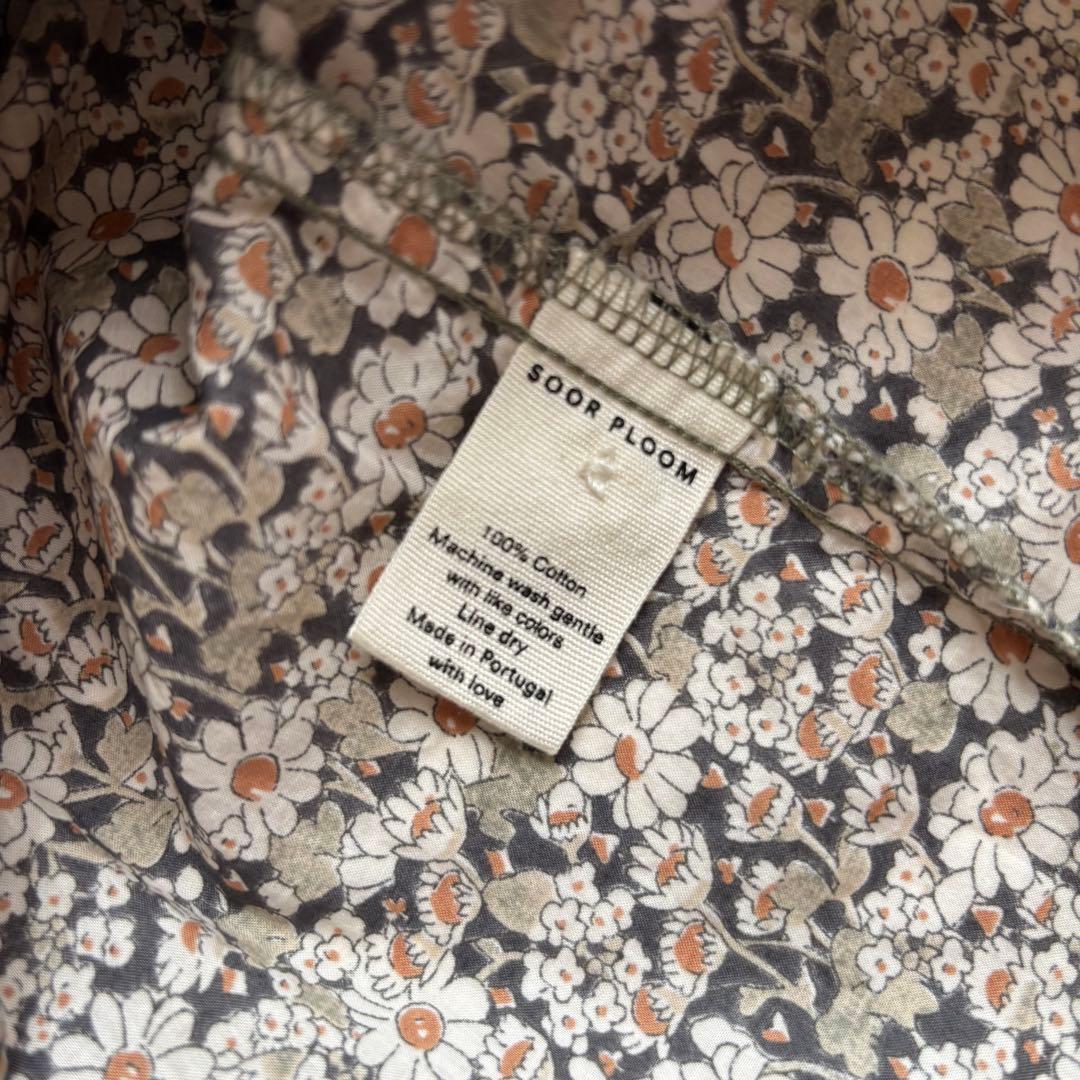 SOOR PLOOM
100% Cotton
Machine wash gentle
with like colors
Line dry
Made in Portugal
with love